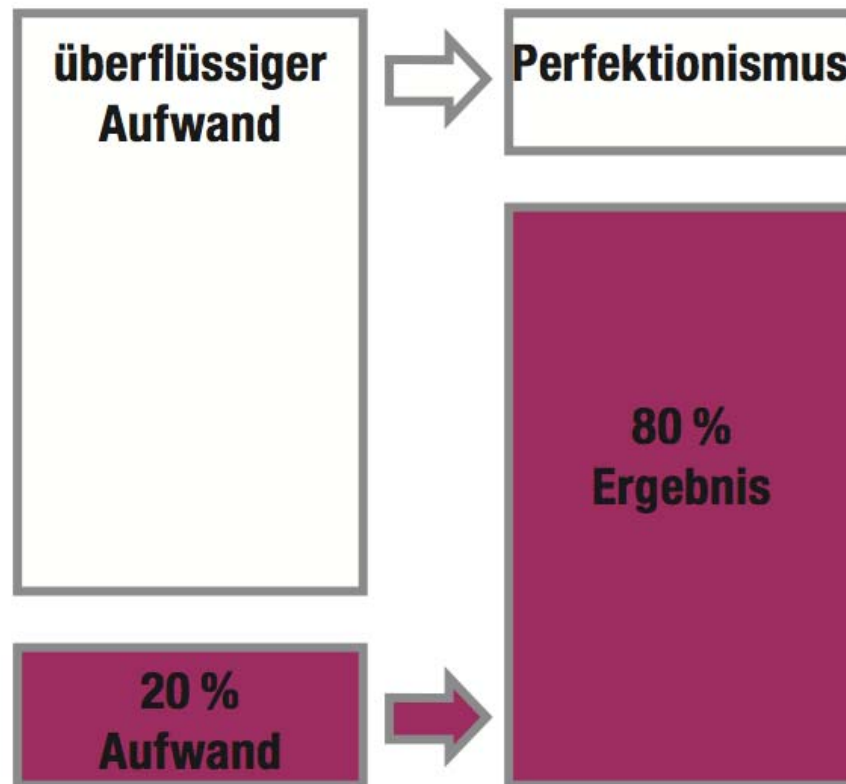 überflüssiger
Aufwand
Perfektionismus
80 %
Ergebnis
20 %
Aufwand